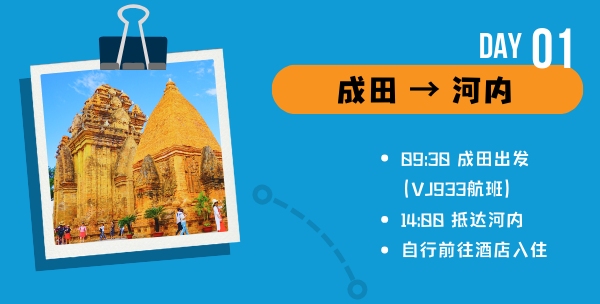 DAY 01
成田 → 河内
• 09:30 成田出发
（VJ933航班）
• 14:00 抵达河内
• 自行前往酒店入住